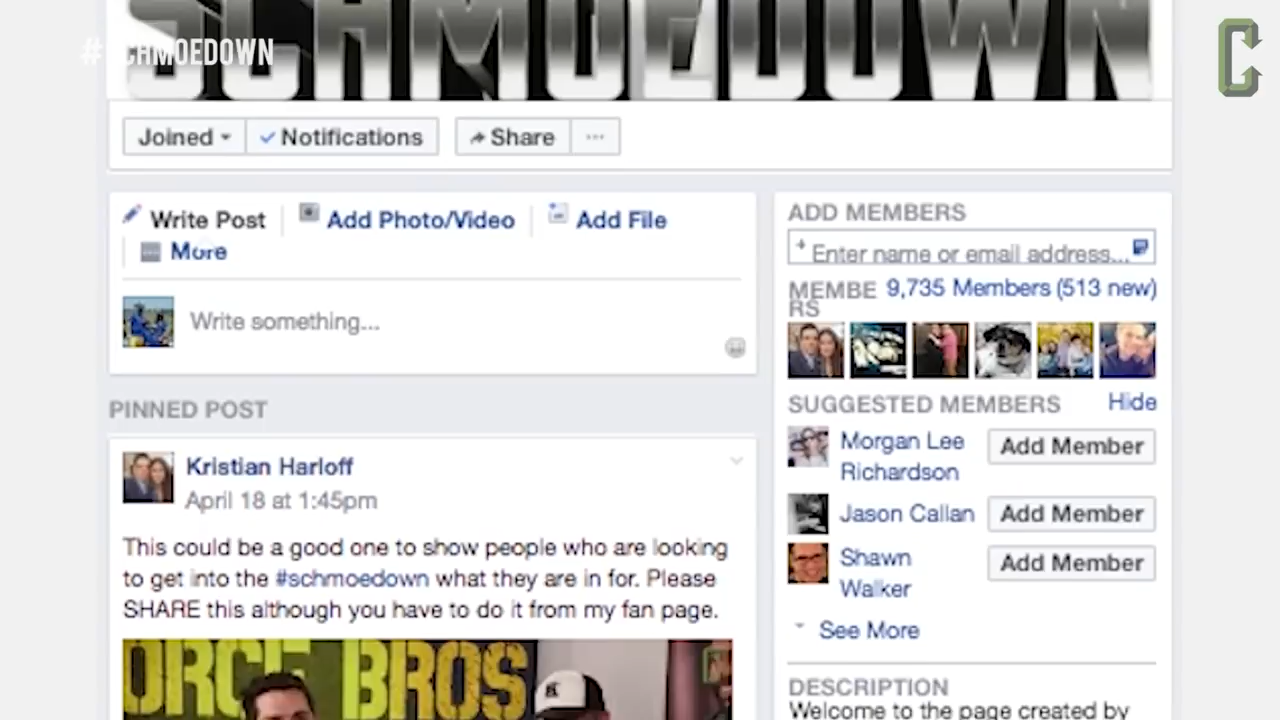 SCHMOEDOWN
#SCHMOEDOWN
C
Joined
Notifications
Share
Write Post
Add Photo/Video
Add File
More
Write something...
ADD MEMBERS
+ Enter name or email address...
MEMBE
RS
9,735 Members (513 new)
SUGGESTED MEMBERS
Hide
Morgan Lee
Richardson
Add Member
Jason Callan
Add Member
Shawn
Walker
Add Member
See More
DESCRIPTION
Welcome to the page created by
PINNED POST
Kristian Harloff
April 18 at 1:45pm
This could be a good one to show people who are looking
to get into the #schmoedown what they are in for. Please
SHARE this although you have to do it from my fan page.
ORCE BROS
K